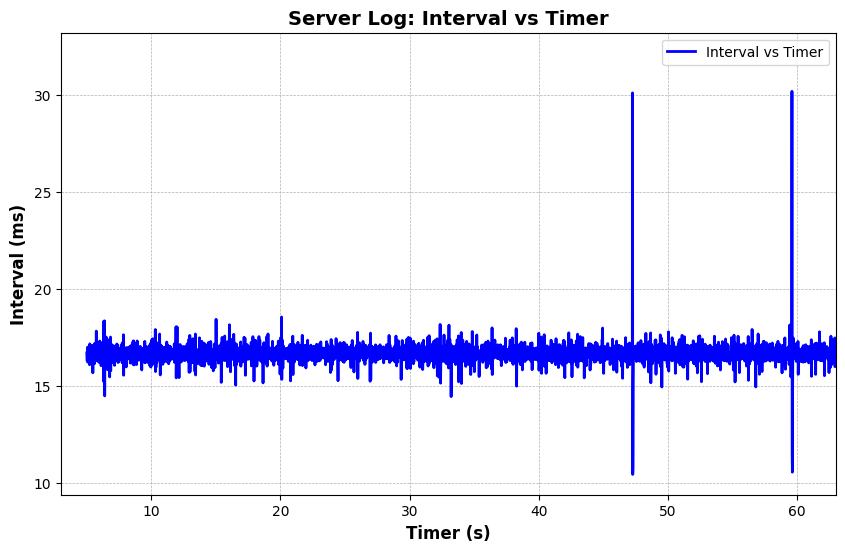 Server Log: Interval vs Timer
Interval vs Timer
30
25
20
15
10
Interval (ms)
10 20 30 40 50 60
Timer (s)